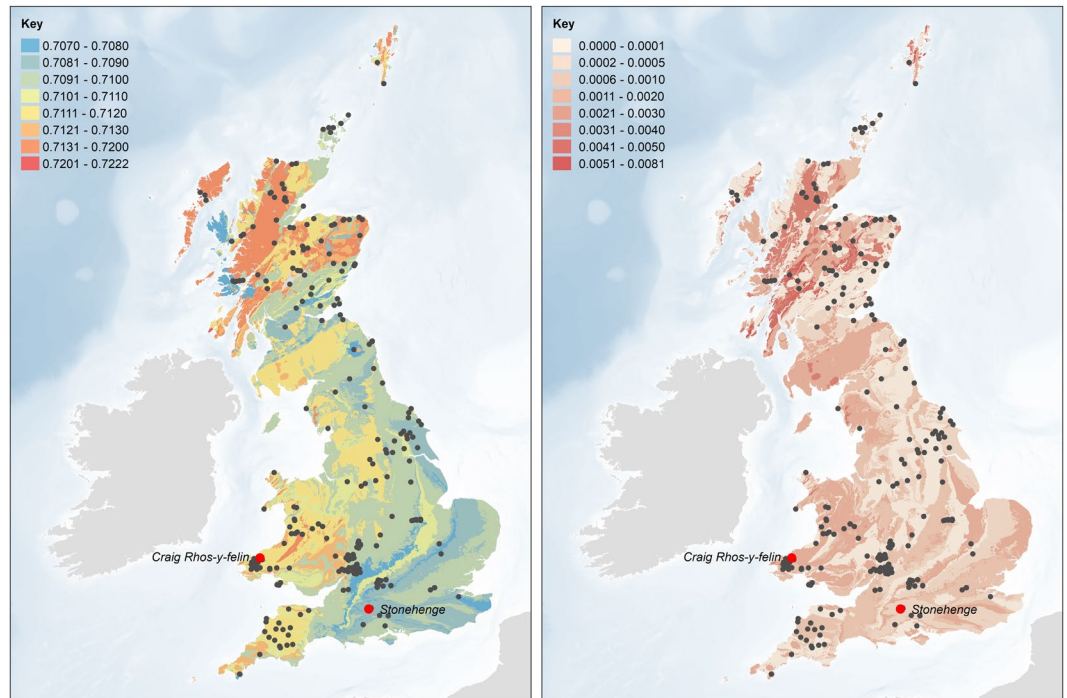 Key
0.7070 - 0.7080
0.7081 - 0.7090
0.7091 - 0.7100
0.7101 - 0.7110
0.7111 - 0.7120
0.7121 - 0.7130
0.7131 - 0.7200
0.7201 - 0.7222
Craig Rhos-y-felin
Stonehenge
Key
0.0000 - 0.0001
0.0002 - 0.0005
0.0006 - 0.0010
0.0011 - 0.0020
0.0021 - 0.0030
0.0031 - 0.0040
0.0041 - 0.0050
0.0051 - 0.0081
Craig Rhos-y-felin
Stonehenge